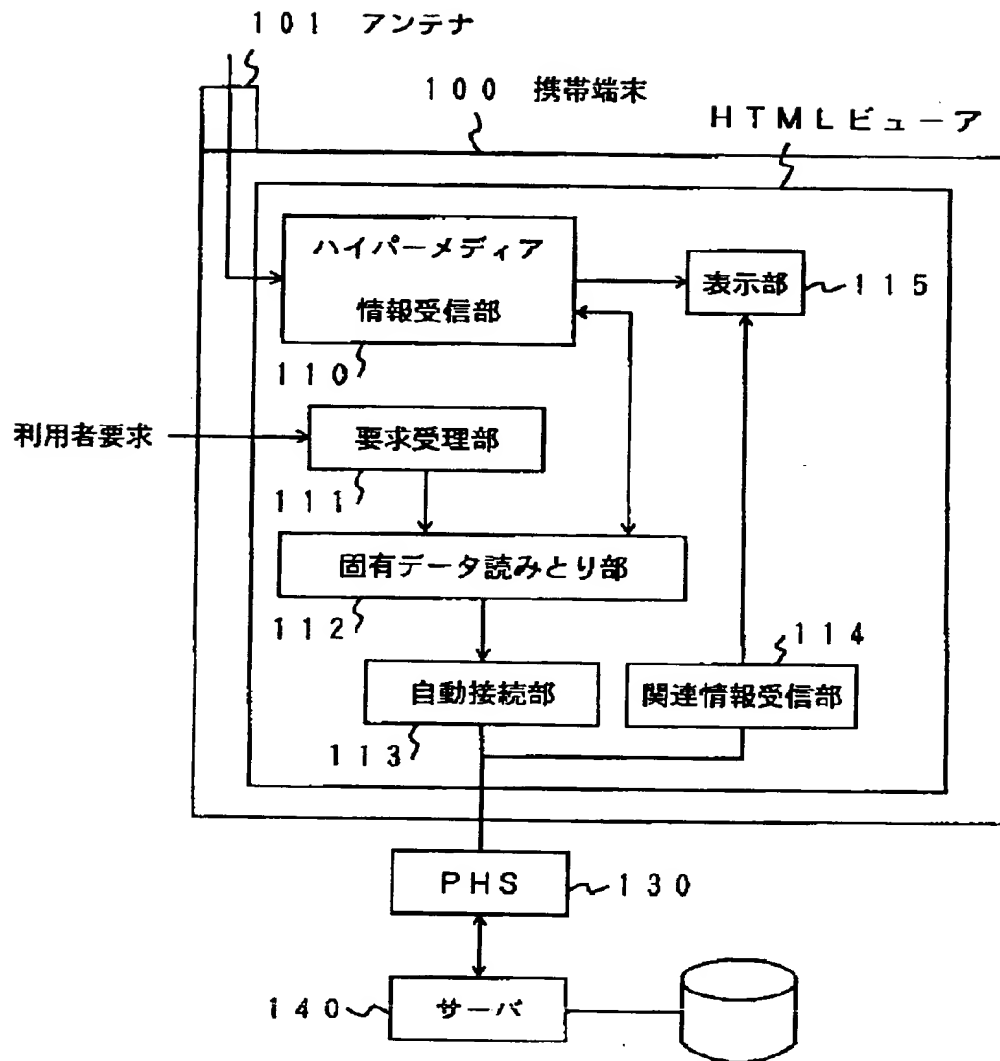 101 アンテナ
100 携帯端末
HTMLビューア
ハイパーメディア
情報受信部
110
表示部
115
利用者要求
要求受理部
111
固有データ読みとり部
112
114
自動接続部
113
関連情報受信部
PHS
130
140
サーバ